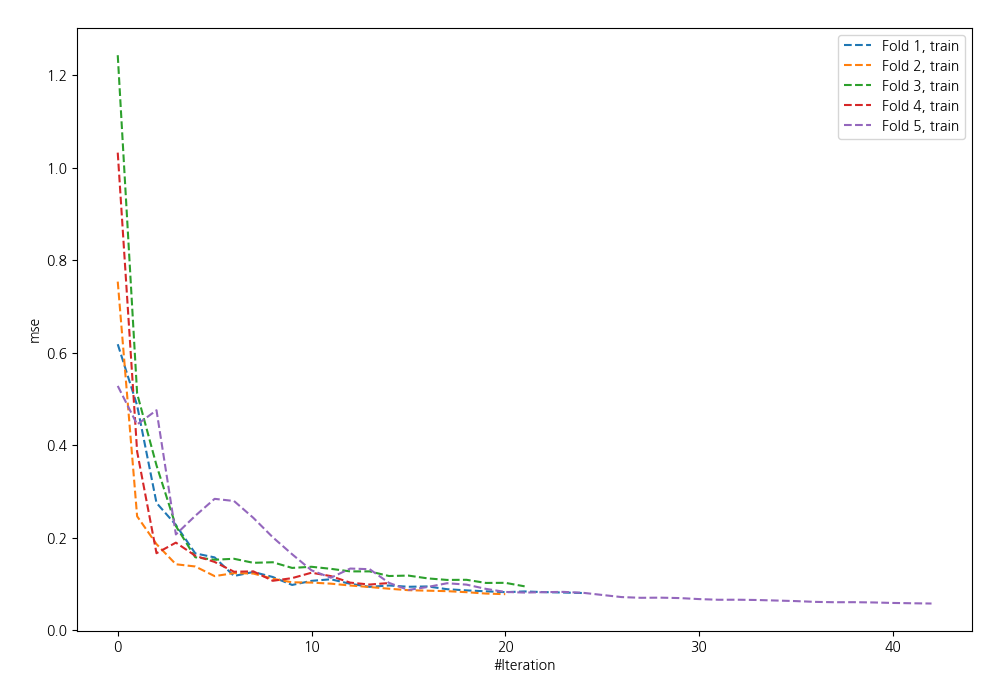 Fold 1, train
Fold 2, train
Fold 3, train
Fold 4, train
Fold 5, train
1.2
1.0
0.8
0.6
0.4
0.2
0.0
mse
0 10 20 30 40
#Iteration